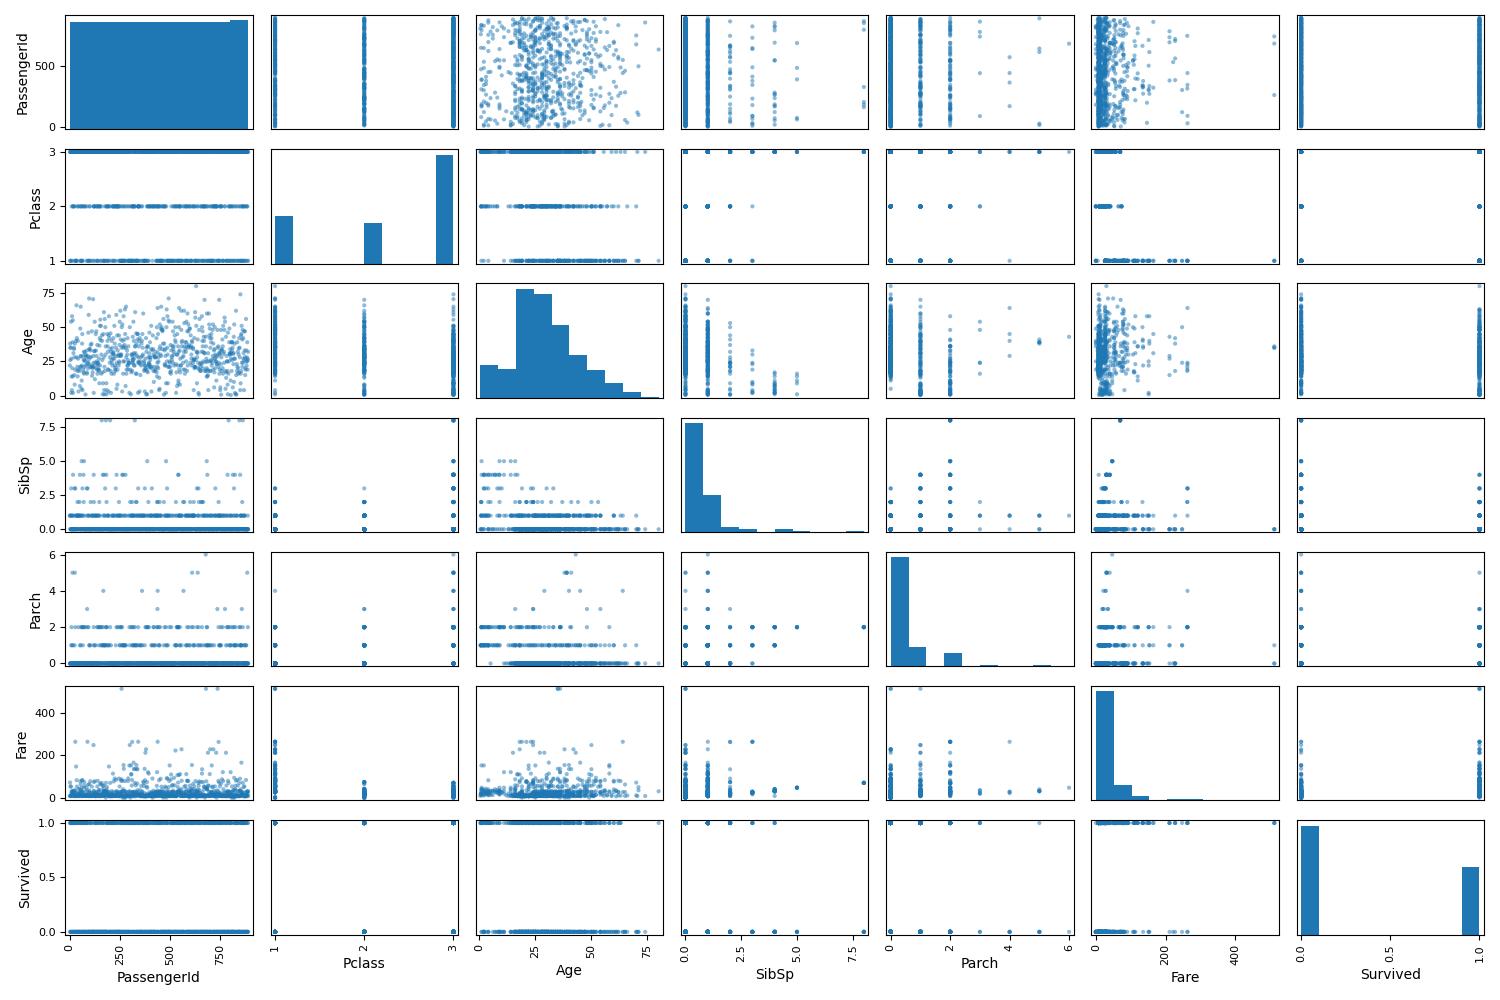 PassengerId
500
0
Pclass
3
2
1
Age
75
50
25
0
SibSp
7.5
5.0
2.5
0.0
Parch
6
4
2
0
Fare
400
200
0
Survived
1.0
0.5
0.0
0 250 500 750
1 2 3
0 25 50 75
0.0 2.5 5.0 7.5
0 2 4 6
0 200 400
0.0 0.5 1.0
PassengerId Pclass Age SibSp Parch Fare Survived